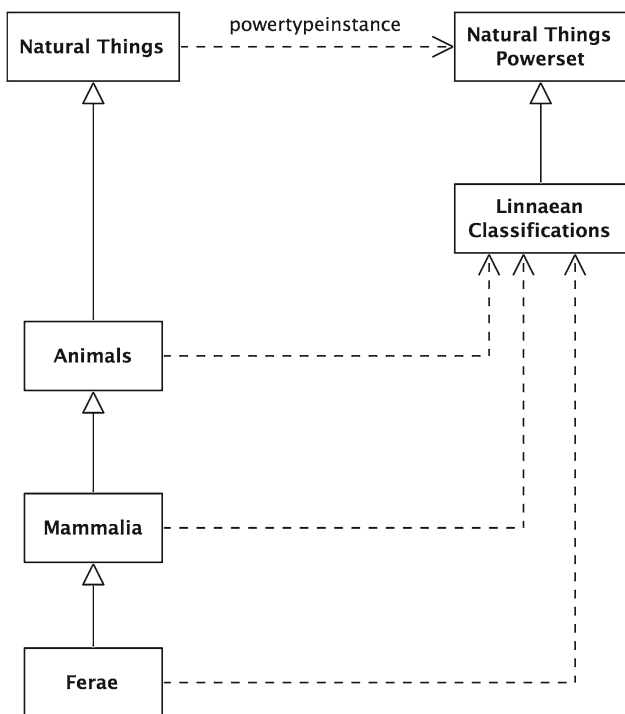 Natural Things
powertypeinstance
Natural Things
Powerset
Linnaean
Classifications
Animals
Mammalia
Ferae